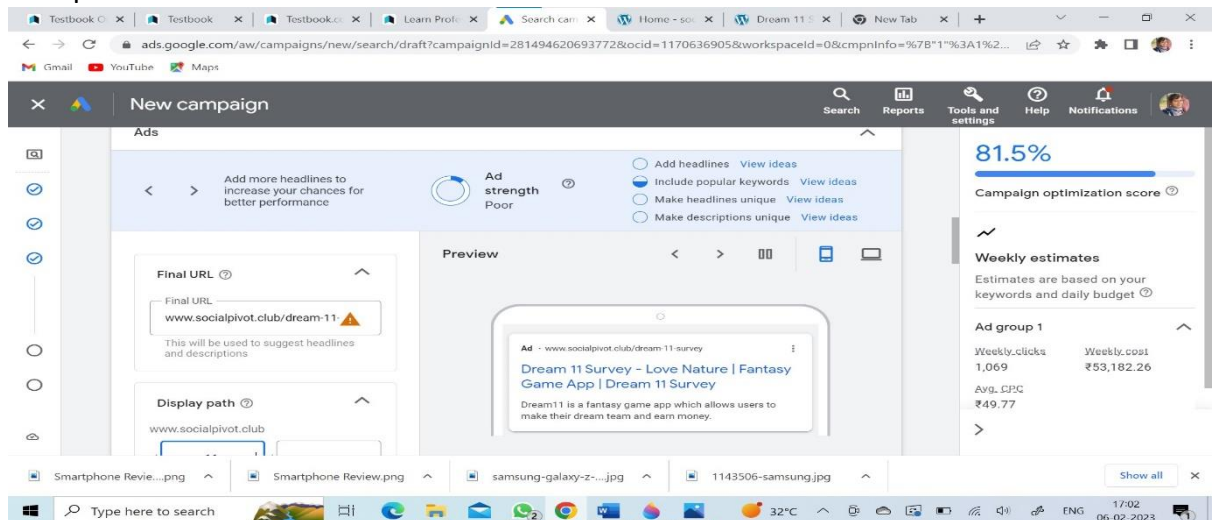 Testbook O
Testbook
Testbook.co
Learn Prof
Search cam
Home - so
Dream 11 S
New Tab
ads.google.com/aw/campaigns/new/search/draft?campaignId=281494620693772&ocid=1170636905&workspaceId=0&cmpnInfo=%7B"1"%3A1%2...
Gmail
YouTube
Maps
New campaign
Search
Reports
Tools and
settings
Help
Notifications
Ads
Add more headlines to
increase your chances for
better performance
Ad
strength
Poor
Add headlines View ideas
Include popular keywords View ideas
Make headlines unique View ideas
Make descriptions unique View ideas
81.5%
Campaign optimization score
Weekly estimates
Estimates are based on your
keywords and daily budget
Ad group 1
Weekly clicks
Weekly cost
1,069
₹53,182.26
Avg. CPC
₹49.77
Final URL
Final URL
www.socialpivot.club/dream-11-
This will be used to suggest headlines
and descriptions
Display path
www.socialpivot.club
Preview
Ad · www.socialpivot.club/dream-11-survey
Dream 11 Survey - Love Nature | Fantasy
Game App | Dream 11 Survey
Dream11 is a fantasy game app which allows users to
make their dream team and earn money.
Smartphone Revie....png
Smartphone Review.png
samsung-galaxy-z-....jpg
1143506-samsung.jpg
Show all
Type here to search
2
32°C
ENG
17:02
06-02-2023